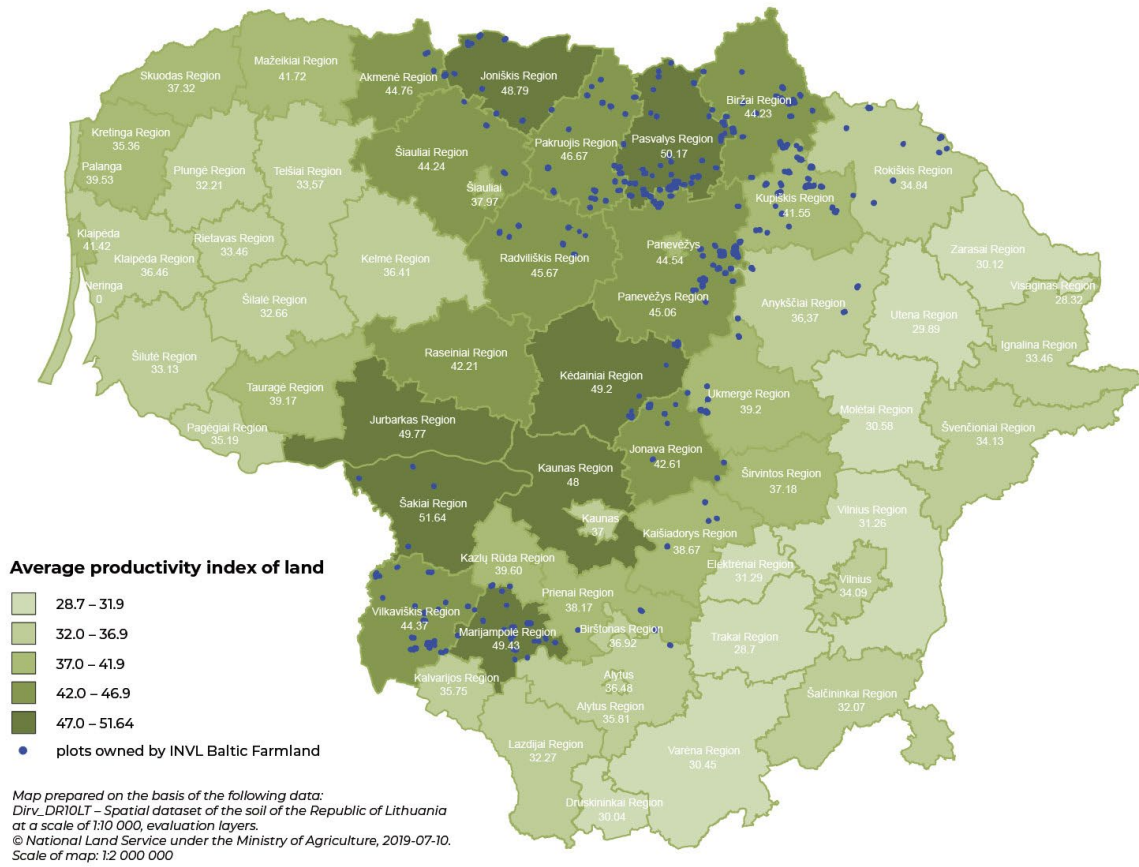 Skuodas Region
37.32
Mažeikiai Region
41.72
Akmenė Region
44.76
Joniškis Region
48.79
Biržai Region
44.23
Kretinga Region
35.36
Palanga
39.53
Plungė Region
32.21
Telšiai Region
33,57
Šiauliai Region
44.24
Šiauliai
37.97
Pakruojis Region
46.67
Pasvalys Region
50.17
Rokiškis Region
34.84
Kupiškis Region
41.55
Klaipėda
41.42
Klaipėda Region
36.46
Rietavas Region
33.46
Kelmė Region
36.41
Radviliškis Region
45.67
Panevėžys
44.54
Zarasai Region
30.12
Visaginas Region
28.32
Neringa
0
Šilalė Region
32.66
Panevėžys Region
45.06
Anykščiai Region
36,37
Utena Region
29.89
Ignalina Region
33.46
Šilutė Region
33.13
Raseiniai Region
42.21
Kėdainiai Region
49.2
Tauragė Region
39.17
Ukmergė Region
39.2
Molėtai Region
30.58
Švenčioniai Region
34.13
Pagėgiai Region
35.19
Jurbarkas Region
49.77
Jonava Region
42.61
Kaunas Region
48
Širvintos Region
37.18
Šakiai Region
51.64
Kaunas
37
Kaišiadorys Region
38.67
Vilnius Region
31.26
Kazlų Rūda Region
39.60
Elektrėnai Region
31.29
Vilnius
34.09
Prienai Region
38.17
Vilkaviškis Region
44.37
Marijampolė Region
49.43
Birštonas Region
36.92
Trakai Region
28.7
Kalvarijos Region
35.75
Alytus
36.48
Alytus Region
35.81
Šalčininkai Region
32.07
Lazdijai Region
32.27
Varėna Region
30.45
Druskininkai Region
30.04
Average productivity index of land
28.7 – 31.9
32.0 – 36.9
37.0 – 41.9
42.0 – 46.9
47.0 – 51.64
plots owned by INVL Baltic Farmland
Map prepared on the basis of the following data:
Dirv_DR10LT – Spatial dataset of the soil of the Republic of Lithuania
at a scale of 1:10 000, evaluation layers.
© National Land Service under the Ministry of Agriculture, 2019-07-10.
Scale of map: 1:2 000 000